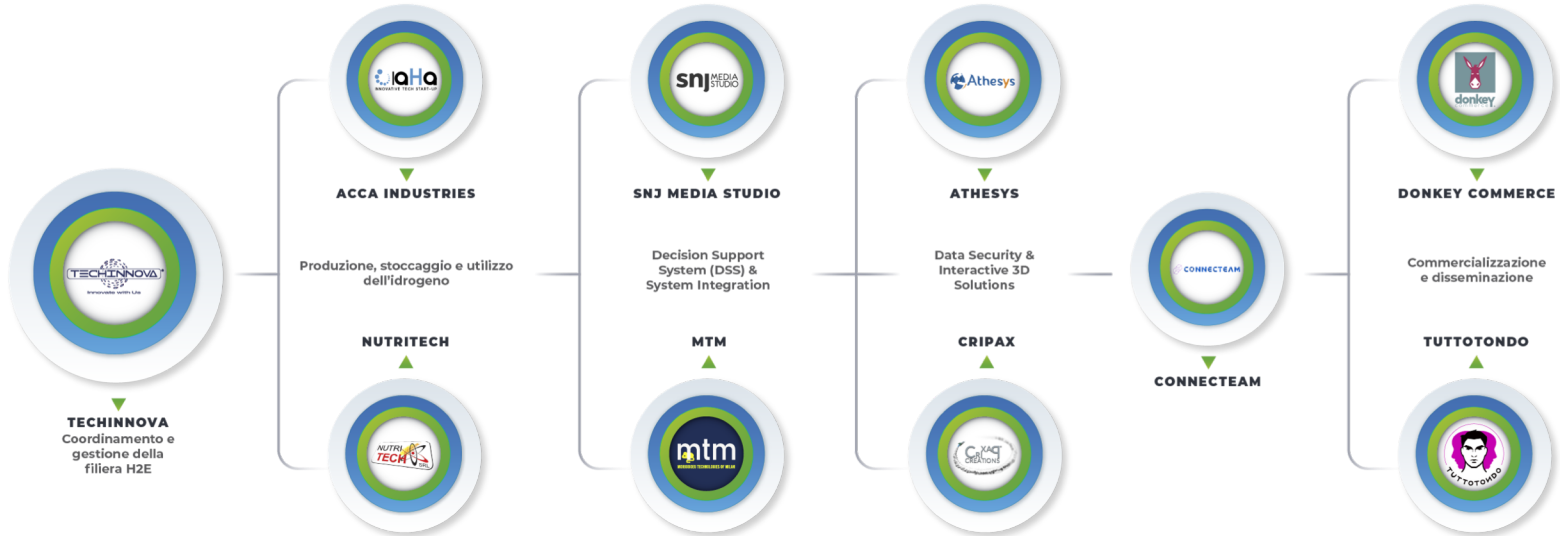 TECHINNOVA
Innovate with Us
TECHINNOVA
Coordinamento e
gestione della
filiera H2E
aHa
INNOVATIVE TECH START-UP
ACCA INDUSTRIES
Produzione, stoccaggio e utilizzo
dell'idrogeno
NUTRITECH
NUTRI
TECH
SRL
snj MEDIA
STUDIO
SNJ MEDIA STUDIO
Decision Support
System (DSS) &
System Integration
MTM
mtm
Athesys
ATHESYS
Data Security &
Interactive 3D
Solutions
CRIPAX
CREATIONS
CONNECTEAM
CONNECTEAM
donkey
DONKEY COMMERCE
Commercializzazione
e disseminazione
TUTTOTONDO
TUTTOTONDO